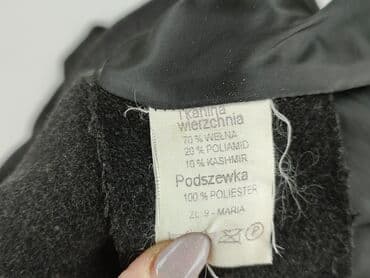 Tkanina
wierzchnia
70 % WEŁNA
20 % POLIAMID
10 % KASHMIR
Podszewka
100 % POLIESTER
- MARIA
P